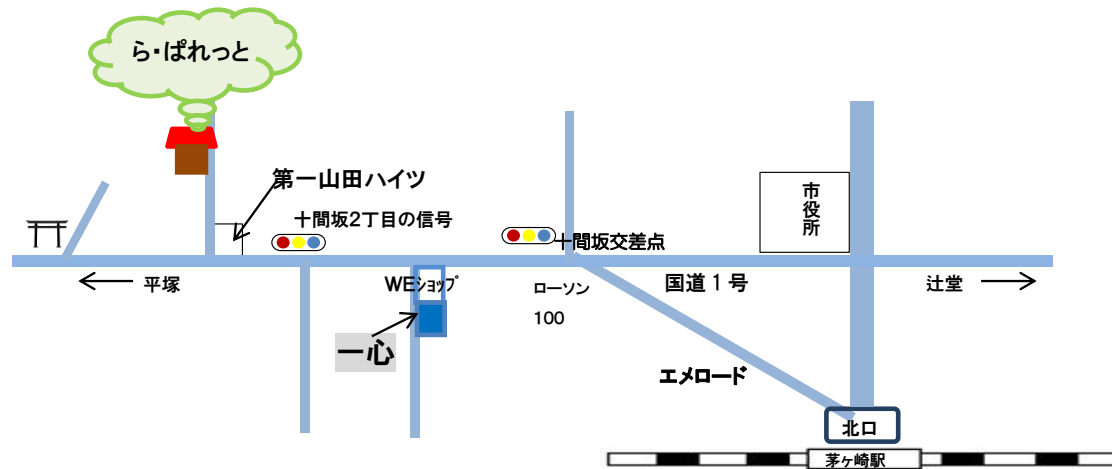 ら・ぱれっと
第一山田ハイツ
十間坂2丁目の信号
十間坂交差点
市役所
平塚
WEショップ
ローソン
100
国道1号
辻堂
一心
エメロード
北口
茅ヶ崎駅